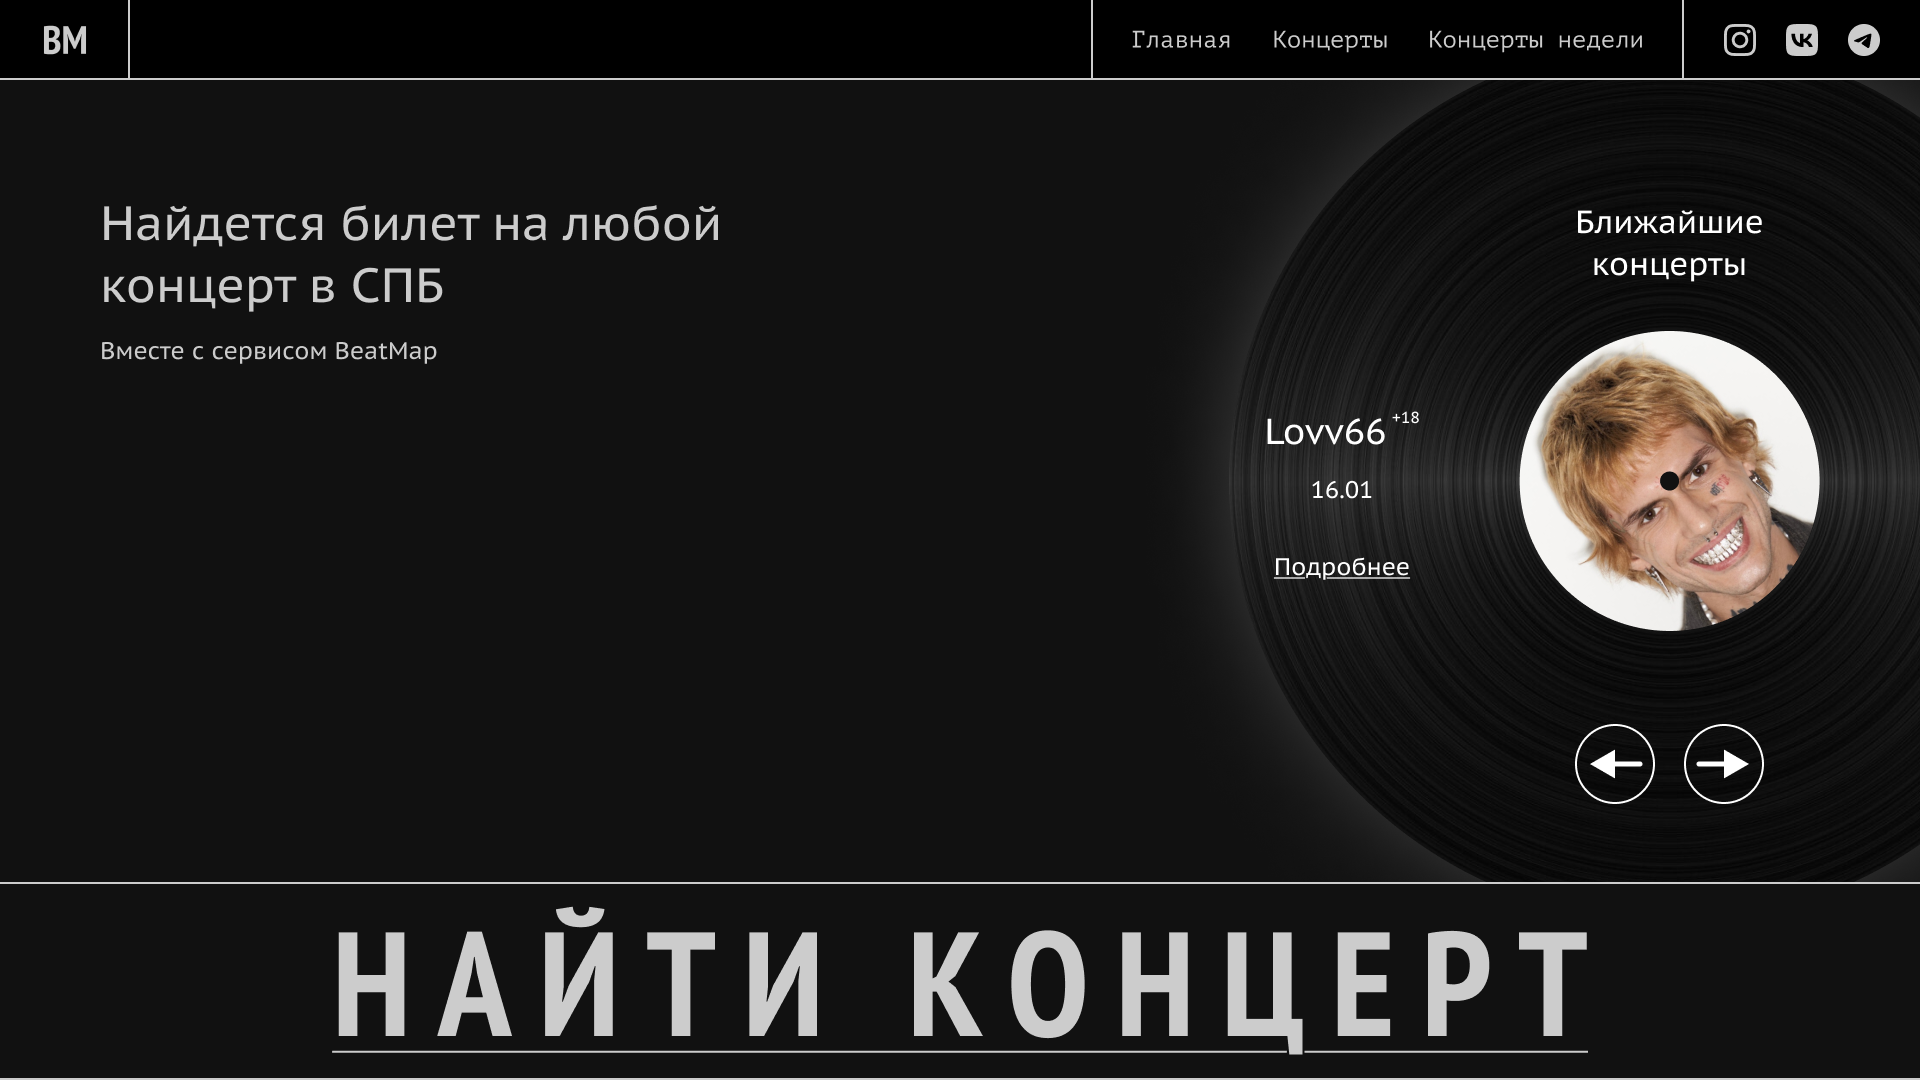 BM
Главная
Концерты
Концерты недели
Найдется билет на любой
концерт в СПБ
Вместе с сервисом BeatMap
Ближайшие
концерты
Lovv66 +18
16.01
Подробнее
НАЙТИ КОНЦЕРТ